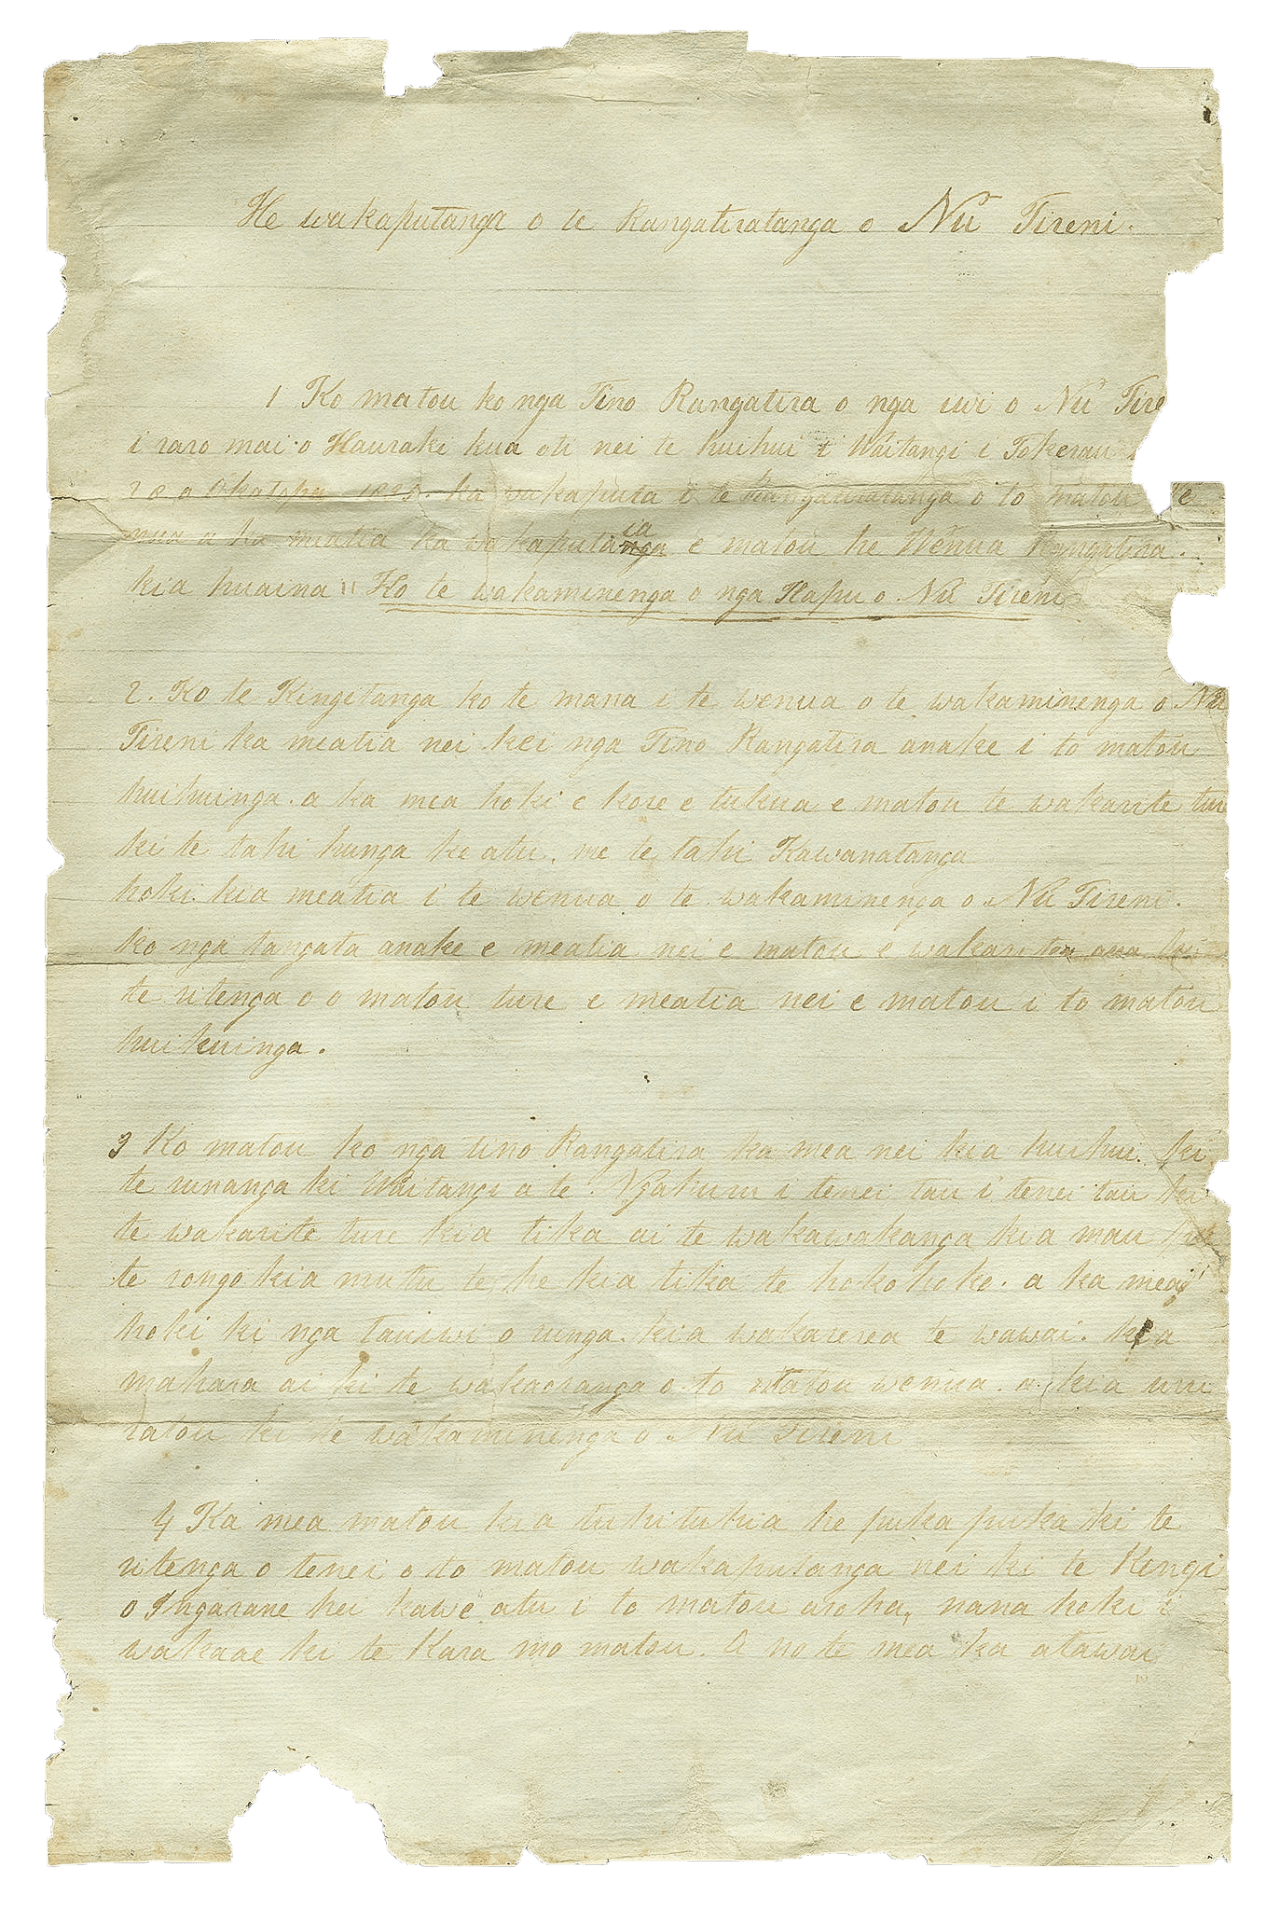 He wakaputanga o te Rangatiratanga o Nu Tireni.
1 Ko matou ko nga Tino Rangatira o nga iwi o Nu Tire
i raro mai o Hauraki kua oti nei te huihui i Waitangi i Tokerau
28 o Oketopa 1835. ka wakaputa i te Rangatiratanga o to matou we
nua a ka meatia ka wakaputaia e matou he Wenua Rangatira.
kia huaina "Ko te wakaminenga o nga Hapu o Nu Tireni
2. Ko te Kingitanga ko te mana i te wenua o te wakaminenga o Nu
Tireni ka meatia nei kei nga Tino Rangatira anake i to matou
huihuinga. a ka mea hoki e kore e tukua e matou te wakarite ture
ki te tahi hunga ke atu, me te tahi Kawanatanga
hoki kia meatia i te wenua o te wakaminenga o Nu Tireni.
ko nga tangata anake e meatia nei e matou e wakaritea ana ki
te ritenga o o matou ture e meatia nei e matou i to matou
huihuinga.
3 Ko matou ko nga tino Rangatira ka mea nei kia huihui ki
te runanga ki Waitangi a te Ngahuru i tenei tau i tenei tau ki
te wakarite ture kia tika ai te wakawakanga kia mau ki
te rongo kia mutu te he kia tika te hokohoko. a ka mea
hoki ki nga tauiwi o runga. kia wakarerea te wawai. kia
mahara ai ki te wakaoranga o to matou wenua. a kia uru
ratou ki te wakaminenga o Nu Tireni
4 Ka mea matou kia tuhituhia he pukapuka ki te
ritenga o tenei o to matou wakaputanga nei ki te Kingi
o Ingarane hei kawe atu i to matou aroha, nana hoki i
wakaae ki te Kara mo matou. A no te mea ka atawai